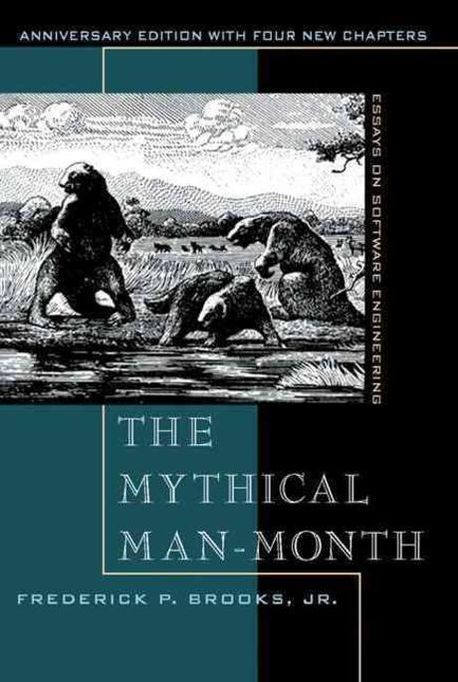 ANNIVERSARY EDITION WITH FOUR NEW CHAPTERS
ESSAYS ON SOFTWARE ENGINEERING
THE
MYTHICAL
MAN-MONTH
FREDERICK P. BROOKS, JR.